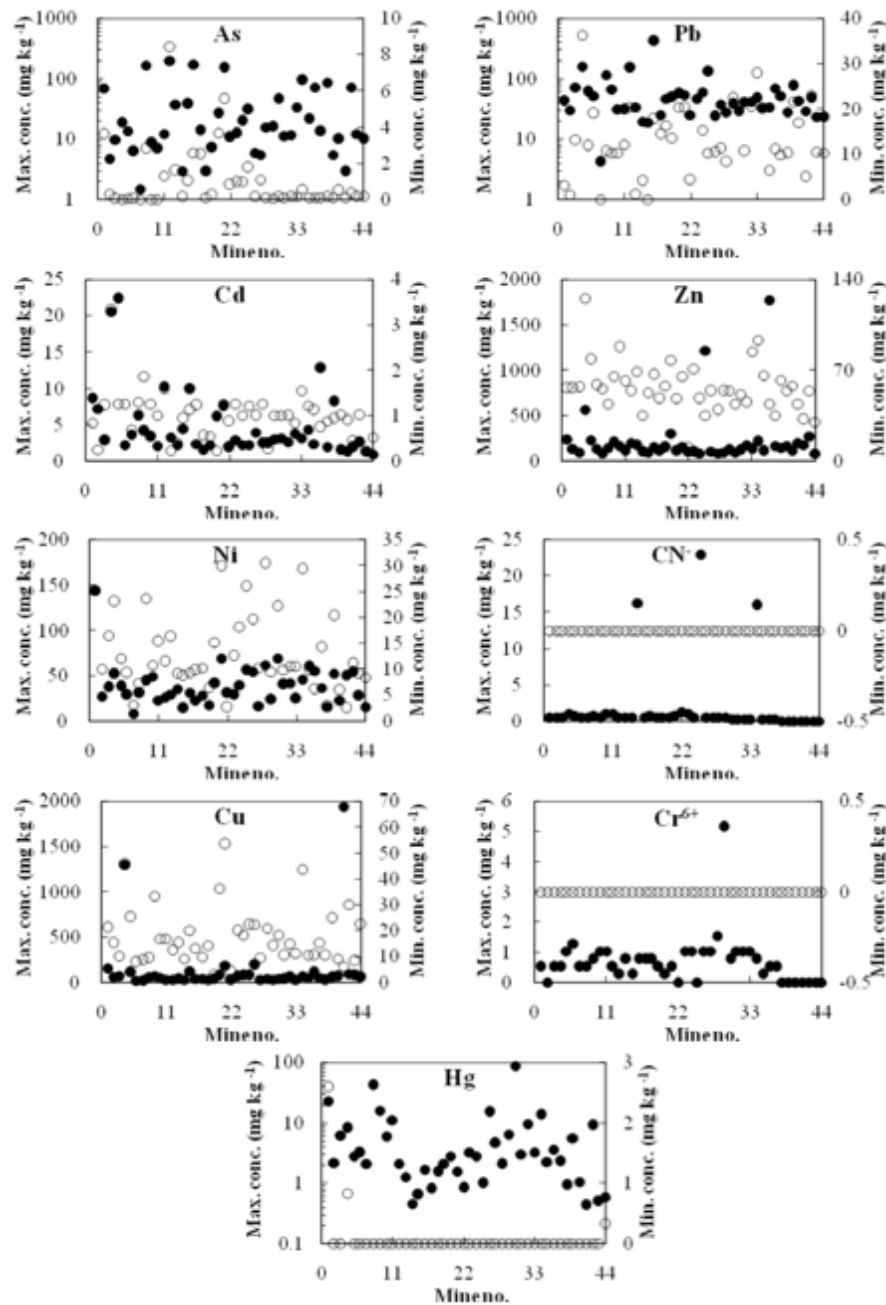 As
Max. conc. (mg kg-1)
1000
100
10
1
10
8
6
4
2
0
Min. conc. (mg kg-1)
0 11 22 33 44
Mineno.
Pb
Max. conc. (mg kg-1)
1000
100
10
1
40
30
20
10
0
Min. conc. (mg kg-1)
0 11 22 33 44
Mineno.
Cd
Max. conc. (mg kg-1)
25
20
15
10
5
0
4
3
2
1
0
Min. conc. (mg kg-1)
0 11 22 33 44
Mineno.
Zn
Max. conc. (mg kg-1)
2000
1500
1000
500
0
140
70
0
Min. conc. (mg kg-1)
0 11 22 33 44
Mineno.
Ni
Max. conc. (mg kg-1)
200
150
100
50
0
35
30
25
20
15
10
5
0
Min. conc. (mg kg-1)
0 11 22 33 44
Mineno.
CN-
Max. conc. (mg kg-1)
25
20
15
10
5
0
0.5
0
-0.5
Min. conc. (mg kg-1)
0 11 22 33 44
Mineno.
Cu
Max. conc. (mg kg-1)
2000
1500
1000
500
0
70
60
50
40
30
20
10
0
Min. conc. (mg kg-1)
0 11 22 33 44
Mineno.
Cr6+
Max. conc. (mg kg-1)
6
5
4
3
2
1
0
0.5
0
-0.5
Min. conc. (mg kg-1)
0 11 22 33 44
Mineno.
Hg
Max. conc. (mg kg-1)
100
10
1
0.1
3
2
1
0
Min. conc. (mg kg-1)
0 11 22 33 44
Mineno.